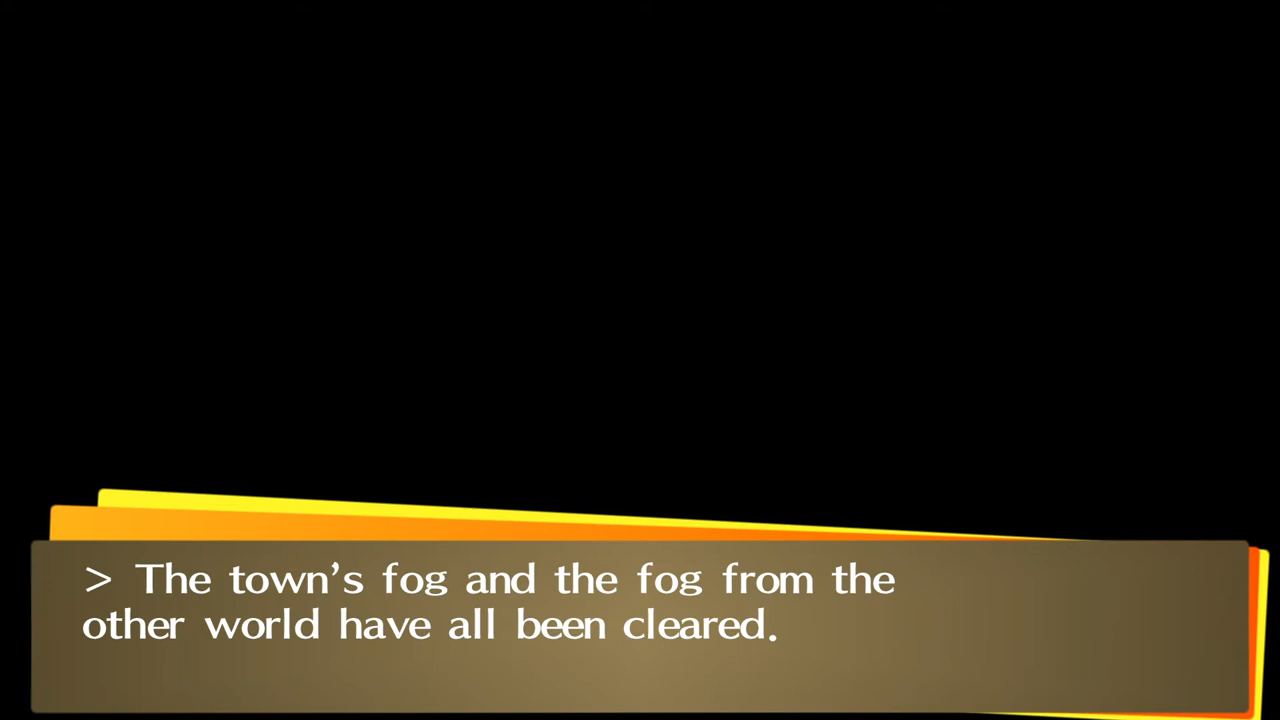 > The town’s fog and the fog from the
other world have all been cleared.